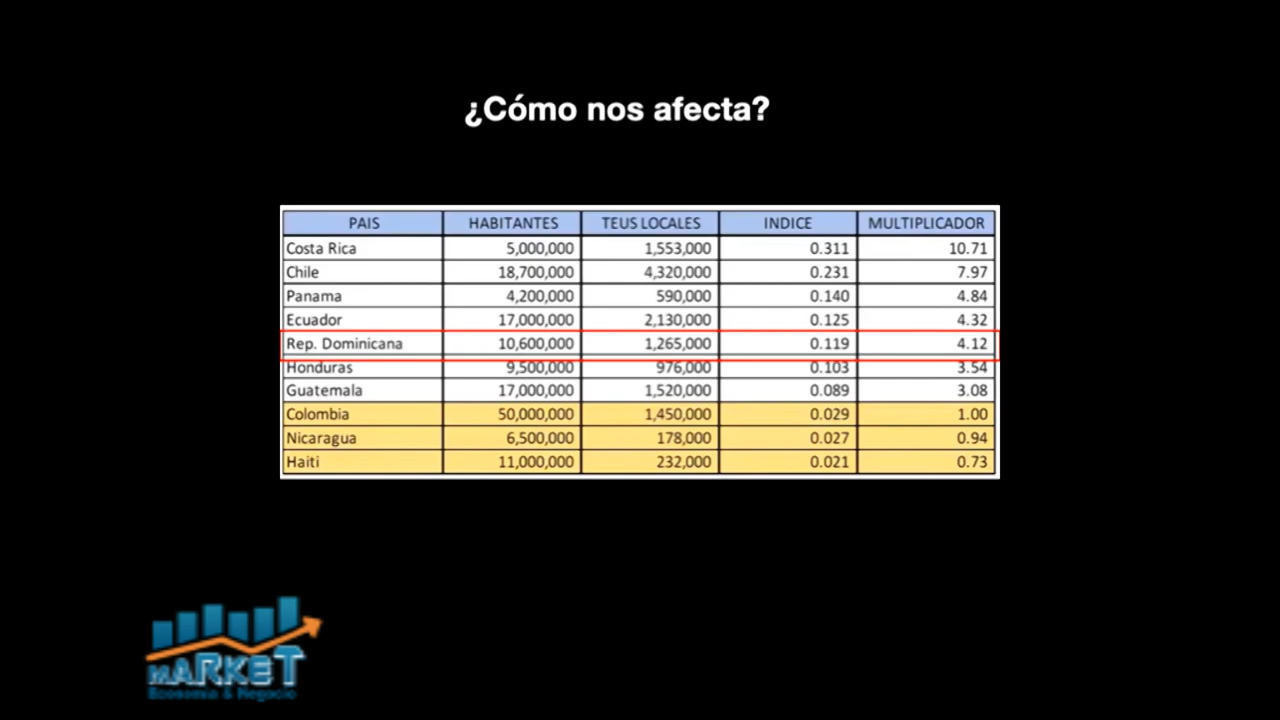 ¿Cómo nos afecta?
PAIS HABITANTES TEUS LOCALES INDICE MULTIPLICADOR
Costa Rica 5,000,000 1,553,000 0.311 10.71
Chile 18,700,000 4,320,000 0.231 7.97
Panama 4,200,000 590,000 0.140 4.84
Ecuador 17,000,000 2,130,000 0.125 4.32
Rep. Dominicana 10,600,000 1,265,000 0.119 4.12
Honduras 9,500,000 976,000 0.103 3.54
Guatemala 17,000,000 1,520,000 0.089 3.08
Colombia 50,000,000 1,450,000 0.029 1.00
Nicaragua 6,500,000 178,000 0.027 0.94
Haiti 11,000,000 232,000 0.021 0.73
MARKET
Economia & Negocio